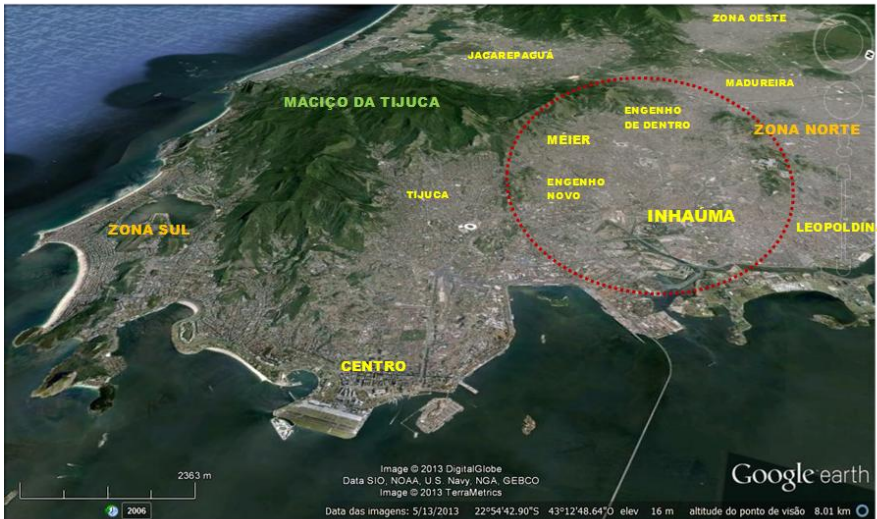 ZONA OESTE
JACAREPAGUÁ
MADUREIRA
MACIÇO DA TIJUCA
ENGENHO
DE DENTRO
ZONA NORTE
MÉIER
ENGENHO
NOVO
TIJUCA
INHAÚMA
LEOPOLDIN
ZONA SUL
CENTRO
2363 m
Image © 2013 DigitalGlobe
Data SIO, NOAA, U.S. Navy, NGA, GEBCO
Image © 2013 TerraMetrics
Google earth
2006
Data das imagens: 5/13/2013 22°54'42.90"S 43°12'48.64"O elev 16 m altitude do ponto de visão 8.01 km